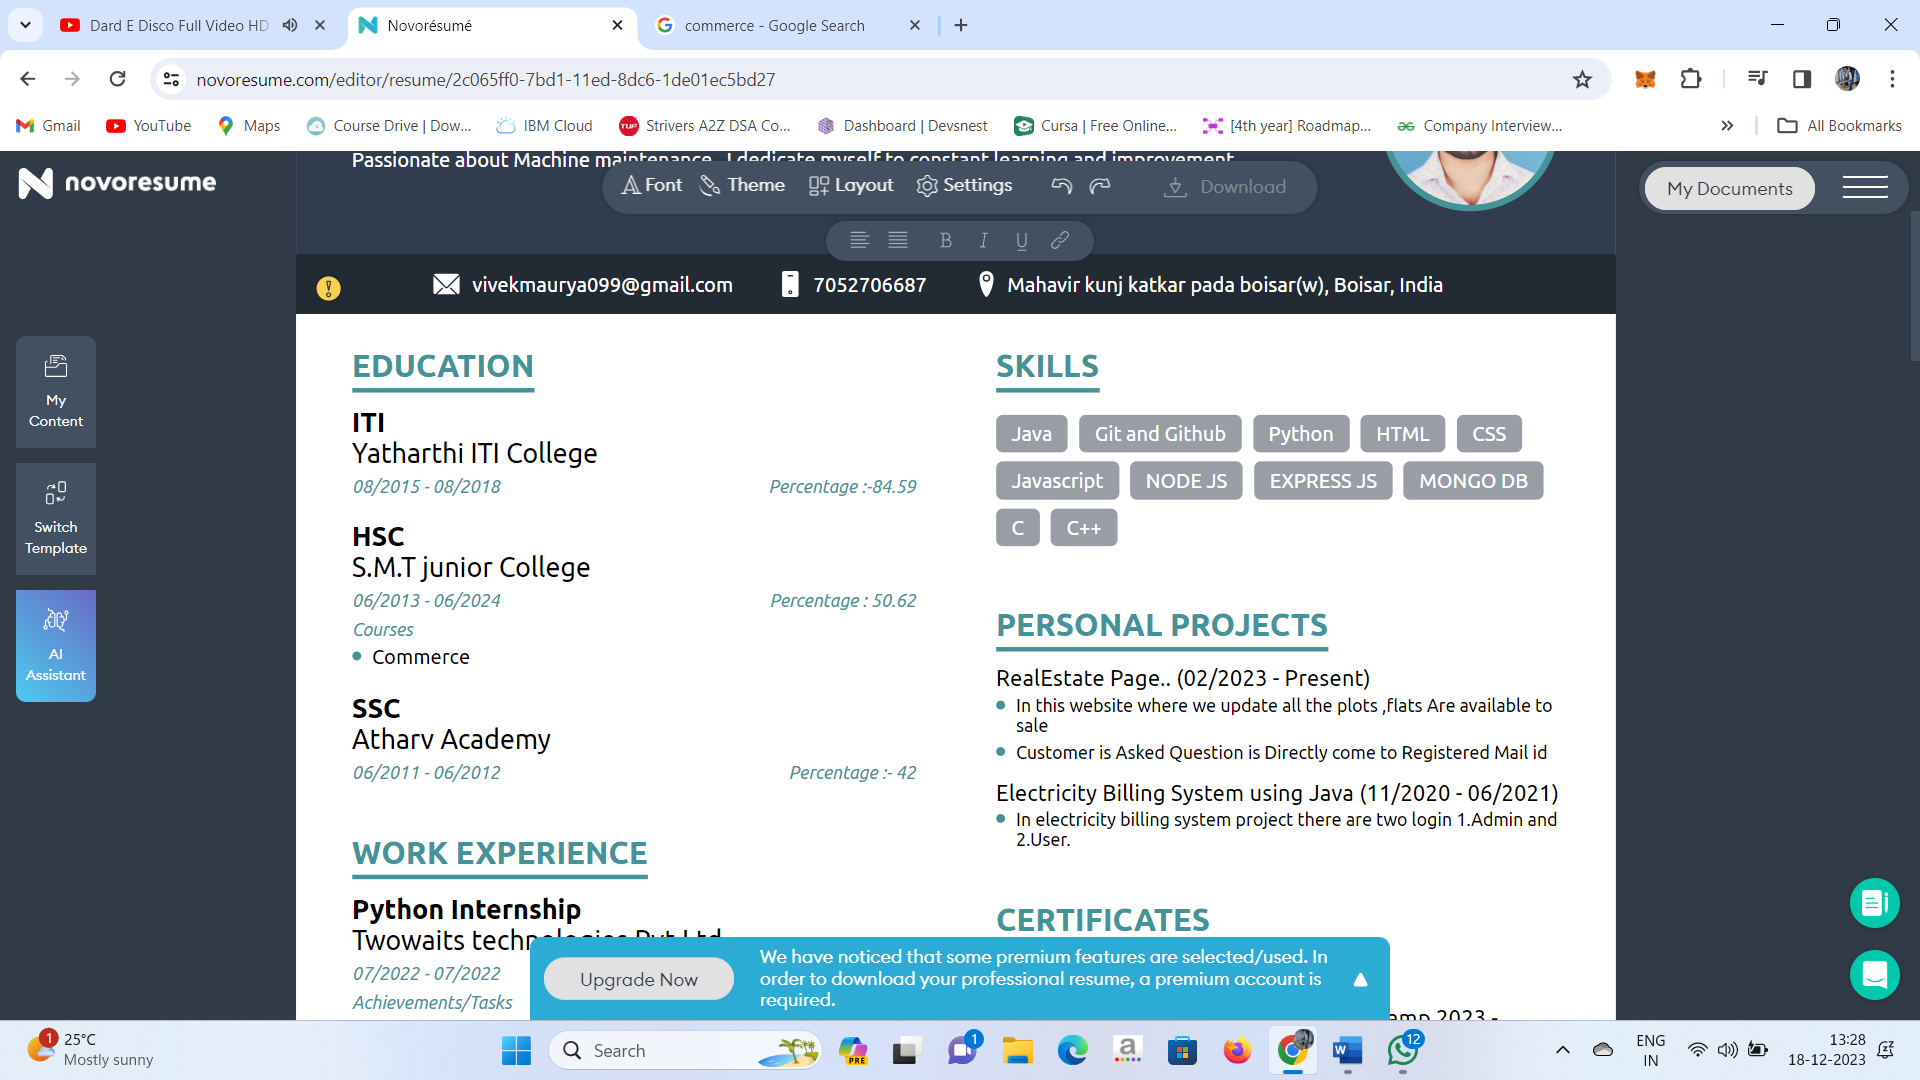 Dard E Disco Full Video HD
Novorésumé
commerce - Google Search
novoresume.com/editor/resume/2c065ff0-7bd1-11ed-8dc6-1de01ec5bd27
Gmail
YouTube
Maps
Course Drive | Dow...
IBM Cloud
TUF
Strivers A2Z DSA Co...
Dashboard | Devsnest
Cursa | Free Online...
[4th year] Roadmap...
Company Interview...
All Bookmarks
novoresume
Passionate about Machine maintenance , I dedicate myself to constant learning and improvement
Font
Theme
Layout
Settings
Download
My Documents
B
I
U
vivekmaurya099@gmail.com
7052706687
Mahavir kunj katkar pada boisar(w), Boisar, India
My
Content
Switch
Template
AI
Assistant
EDUCATION
ITI
Yatharthi ITI College
08/2015 - 08/2018
Percentage :-84.59
HSC
S.M.T junior College
06/2013 - 06/2024
Percentage : 50.62
Courses
Commerce
SSC
Atharv Academy
06/2011 - 06/2012
Percentage :- 42
WORK EXPERIENCE
Python Internship
Twowaits technologies Pvt Ltd
07/2022 - 07/2022
Achievements/Tasks
SKILLS
Java
Git and Github
Python
HTML
CSS
Javascript
NODE JS
EXPRESS JS
MONGO DB
C
C++
PERSONAL PROJECTS
RealEstate Page.. (02/2023 - Present)
In this website where we update all the plots ,flats Are available to
sale
Customer is Asked Question is Directly come to Registered Mail id
Electricity Billing System using Java (11/2020 - 06/2021)
In electricity billing system project there are two login 1.Admin and
2.User.
CERTIFICATES
amp 2023 -
Upgrade Now
We have noticed that some premium features are selected/used. In
order to download your professional resume, a premium account is
required.
1
25°C
Mostly sunny
Search
PRE
1
a
W
12
ENG
IN
13:28
18-12-2023